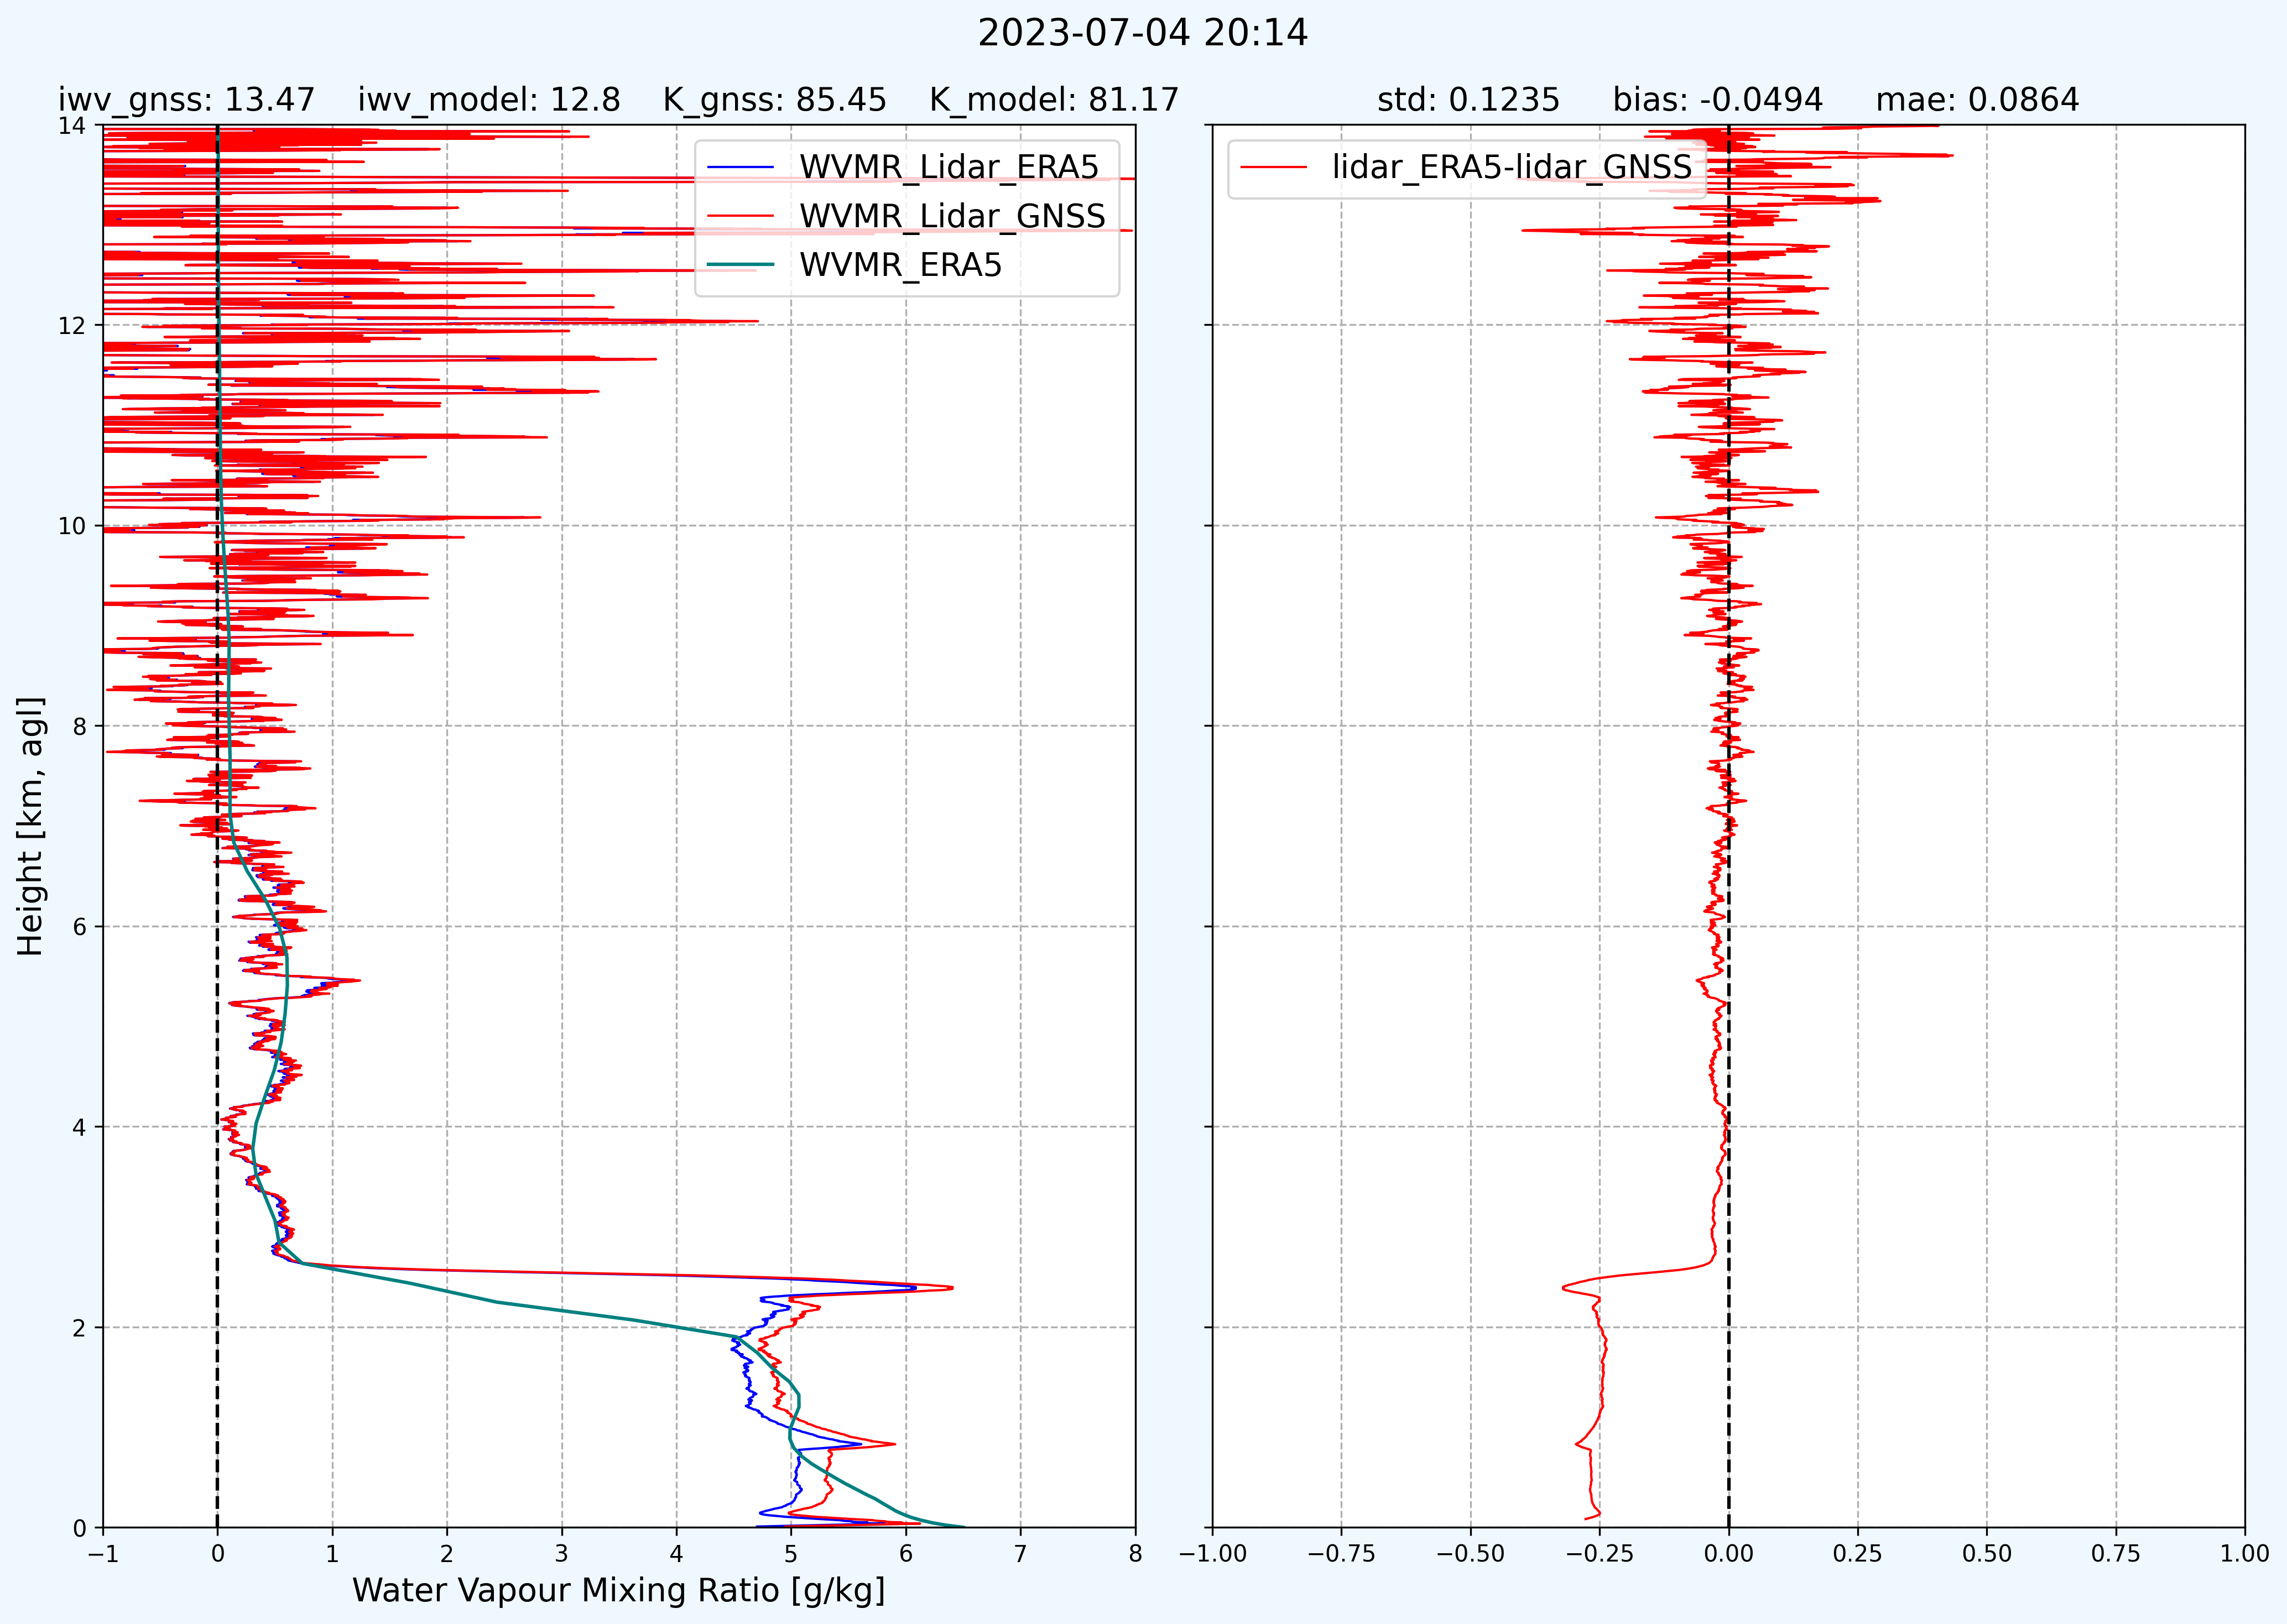 2023-07-04 20:14
iwv_gnss: 13.47 iwv_model: 12.8 K_gnss: 85.45 K_model: 81.17
std: 0.1235 bias: -0.0494 mae: 0.0864
WVMR_Lidar_ERA5
WVMR_Lidar_GNSS
WVMR_ERA5
lidar_ERA5-lidar_GNSS
14
12
10
8
6
4
2
0
Height [km, agl]
−1 0 1 2 3 4 5 6 7 8
Water Vapour Mixing Ratio [g/kg]
−1.00 −0.75 −0.50 −0.25 0.00 0.25 0.50 0.75 1.00